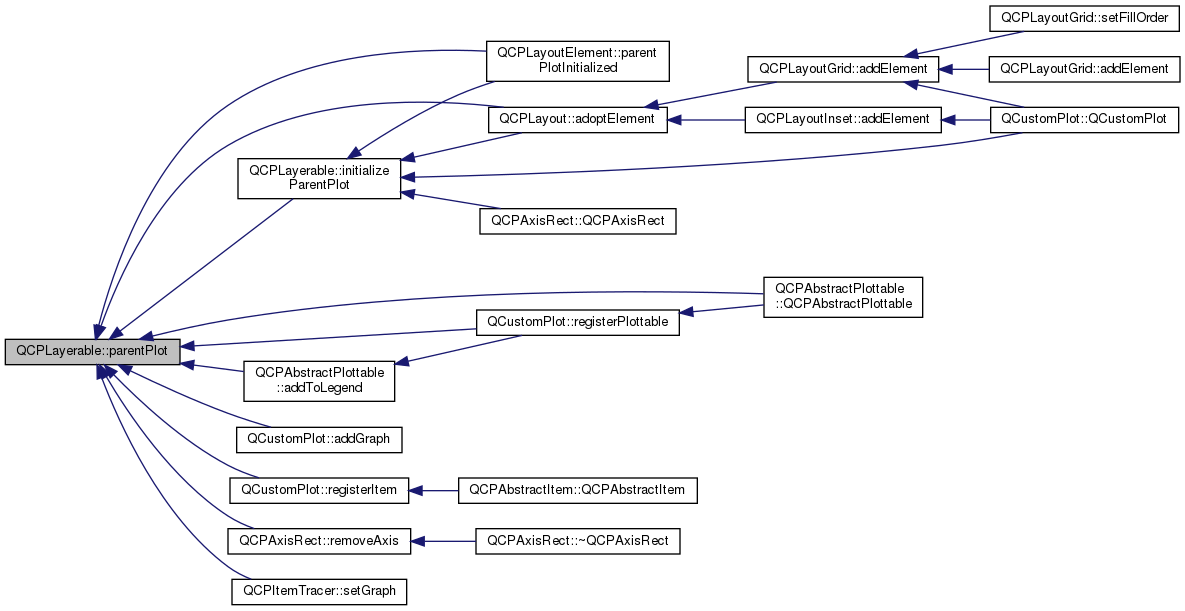 QCPLayoutGrid::setFillOrder
QCPLayoutElement::parent
PlotInitialized
QCPLayoutGrid::addElement
QCPLayoutGrid::addElement
QCPLayout::adoptElement
QCPLayoutInset::addElement
QCustomPlot::QCustomPlot
QCPLayerable::initialize
ParentPlot
QCPAxisRect::QCPAxisRect
QCPAbstractPlottable
::QCPAbstractPlottable
QCustomPlot::registerPlottable
QCPLayerable::parentPlot
QCPAbstractPlottable
::addToLegend
QCustomPlot::addGraph
QCustomPlot::registerItem
QCPAbstractItem::QCPAbstractItem
QCPAxisRect::removeAxis
QCPAxisRect::~QCPAxisRect
QCPItemTracer::setGraph